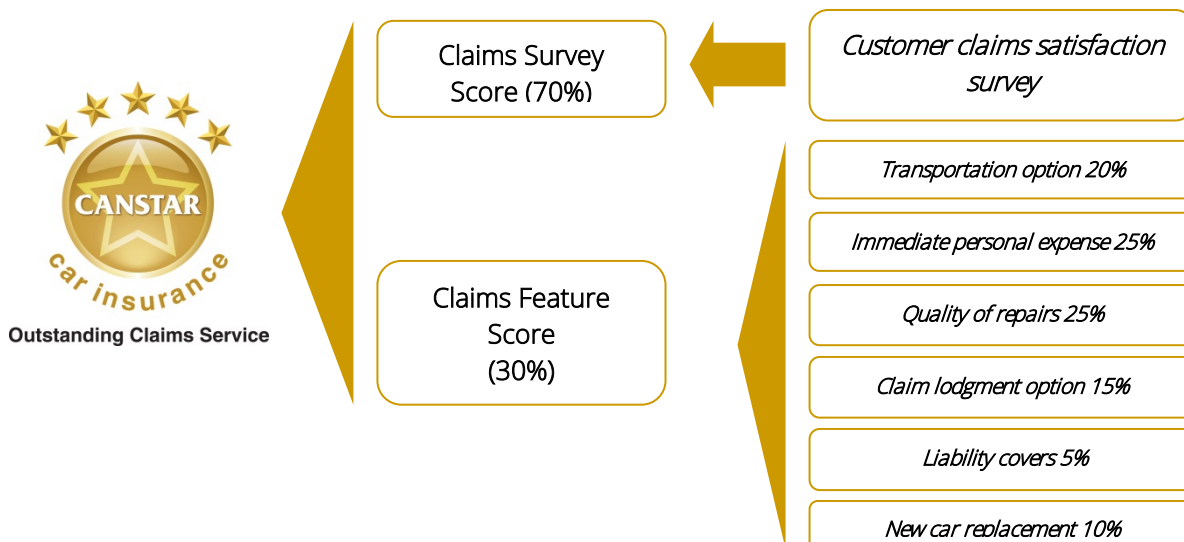 CANSTAR
car insurance
Outstanding Claims Service
Claims Survey
Score (70%)
Claims Feature
Score
(30%)
Customer claims satisfaction
survey
Transportation option 20%
Immediate personal expense 25%
Quality of repairs 25%
Claim lodgment option 15%
Liability covers 5%
New car replacement 10%